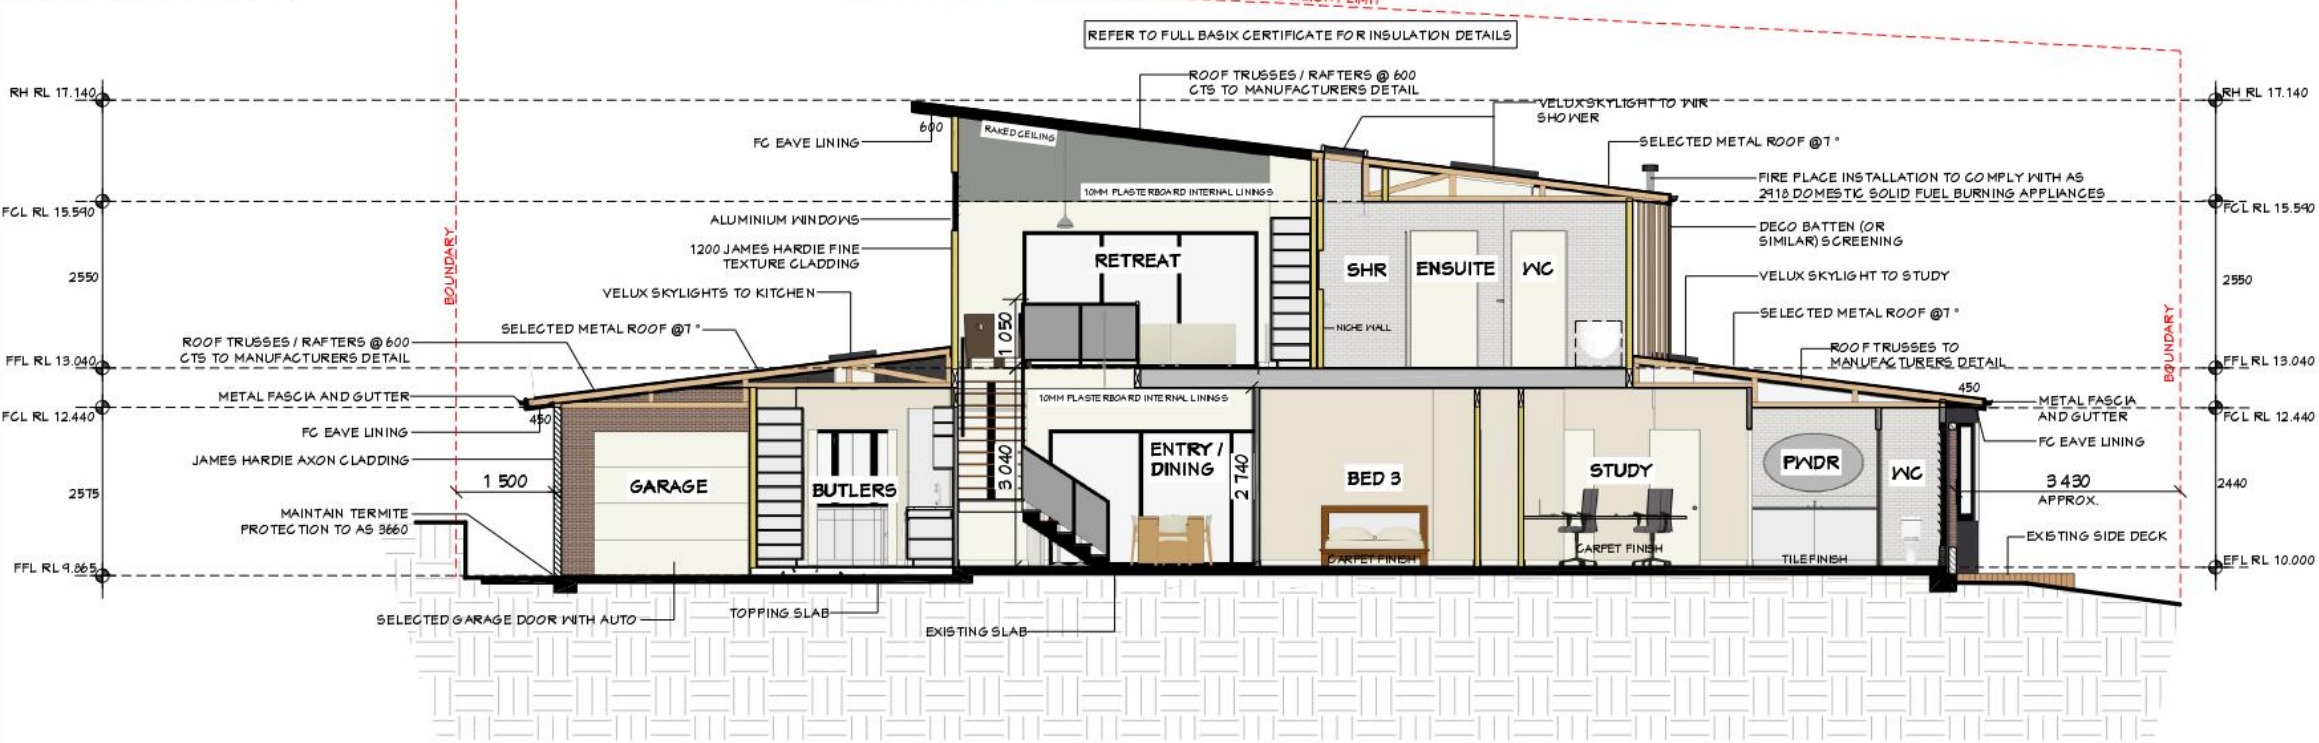 REFER TO FULL BASIX CERTIFICATE FOR INSULATION DETAILS
RH RL 17.140
FCL RL 15.590
2550
FFL RL 13.040
FCL RL 12.440
2575
FFL RL 9.865
BOUNDARY
FC EAVE LINING
600
ALUMINIUM WINDOWS
1200 JAMES HARDIE FINE
TEXTURE CLADDING
VELUX SKYLIGHTS TO KITCHEN
SELECTED METAL ROOF @7°
ROOF TRUSSES / RAFTERS @ 600
CTS TO MANUFACTURERS DETAIL
METAL FASCIA AND GUTTER
FC EAVE LINING
450
JAMES HARDIE AXON CLADDING
1 500
MAINTAIN TERMITE
PROTECTION TO AS 3660
SELECTED GARAGE DOOR WITH AUTO
TOPPING SLAB
EXISTING SLAB
ROOF TRUSSES / RAFTERS @ 600
CTS TO MANUFACTURERS DETAIL
RAKED CEILING
10MM PLASTERBOARD INTERNAL LININGS
RETREAT
1 050
SHR
ENSUITE
WC
NICHE WALL
10MM PLASTERBOARD INTERNAL LININGS
3 040
GARAGE
BUTLERS
ENTRY /
DINING
2 740
BED 3
CARPET FINISH
STUDY
CARPET FINISH
PWDR
TILE FINISH
WC
VELUX SKYLIGHT TO WIR
SHOWER
SELECTED METAL ROOF @7°
FIRE PLACE INSTALLATION TO COMPLY WITH AS
2918 DOMESTIC SOLID FUEL BURNING APPLIANCES
DECO BATTEN (OR
SIMILAR) SCREENING
VELUX SKYLIGHT TO STUDY
SELECTED METAL ROOF @7°
ROOF TRUSSES TO
MANUFACTURERS DETAIL
450
METAL FASCIA
AND GUTTER
FC EAVE LINING
3 430
APPROX.
EXISTING SIDE DECK
BOUNDARY
RH RL 17.140
FCL RL 15.590
2550
FFL RL 13.040
FCL RL 12.440
2440
EFL RL 10.000